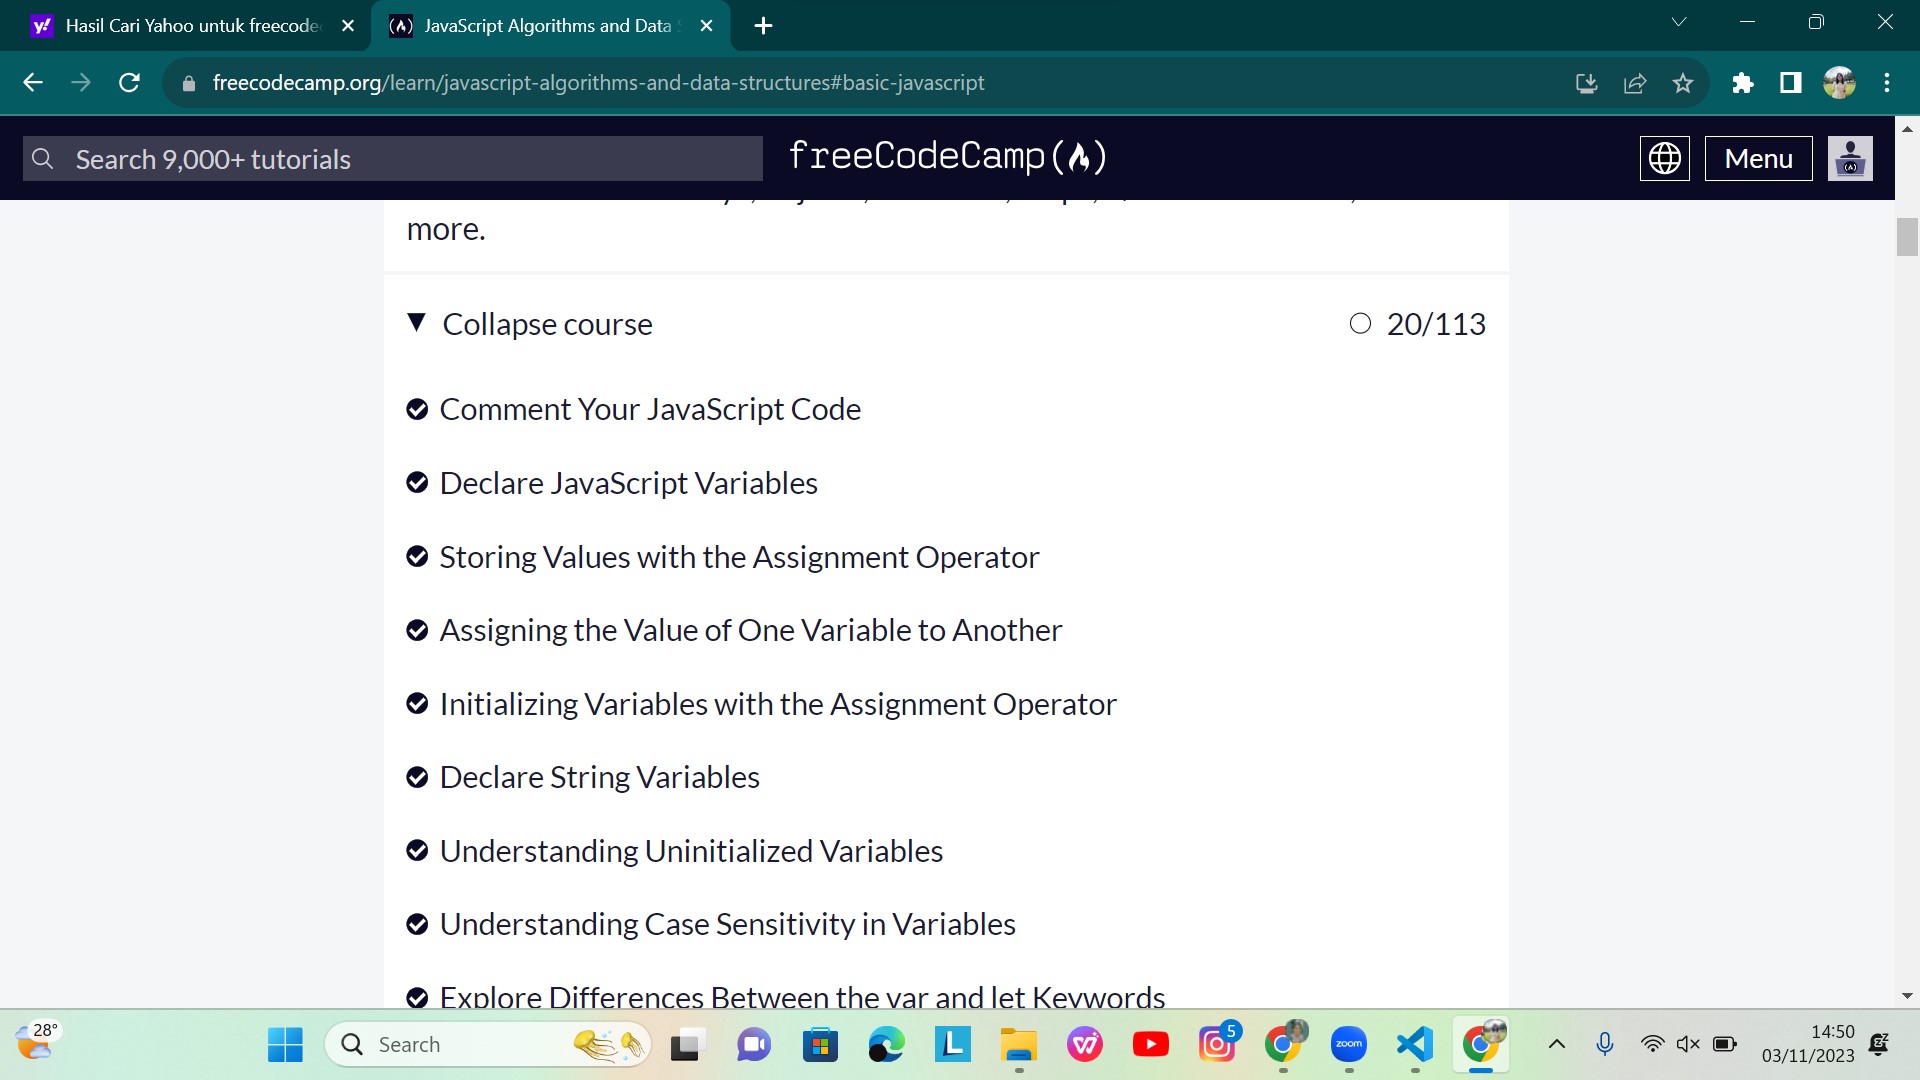 Hasil Cari Yahoo untuk freecode
JavaScript Algorithms and Data S
freecodecamp.org/learn/javascript-algorithms-and-data-structures#basic-javascript
Search 9,000+ tutorials
freeCodeCamp(🔥)
Menu
more.
Collapse course
20/113
Comment Your JavaScript Code
Declare JavaScript Variables
Storing Values with the Assignment Operator
Assigning the Value of One Variable to Another
Initializing Variables with the Assignment Operator
Declare String Variables
Understanding Uninitialized Variables
Understanding Case Sensitivity in Variables
Explore Differences Between the var and let Keywords
28°
Search
L
5
zoom
14:50
03/11/2023